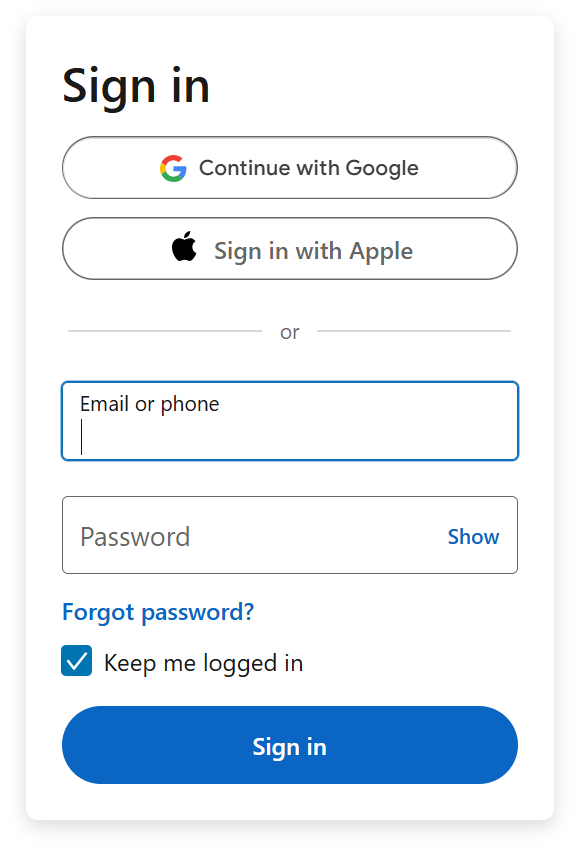 Sign in
Continue with Google
Sign in with Apple
or
Email or phone
Password Show
Forgot password?
Keep me logged in
Sign in